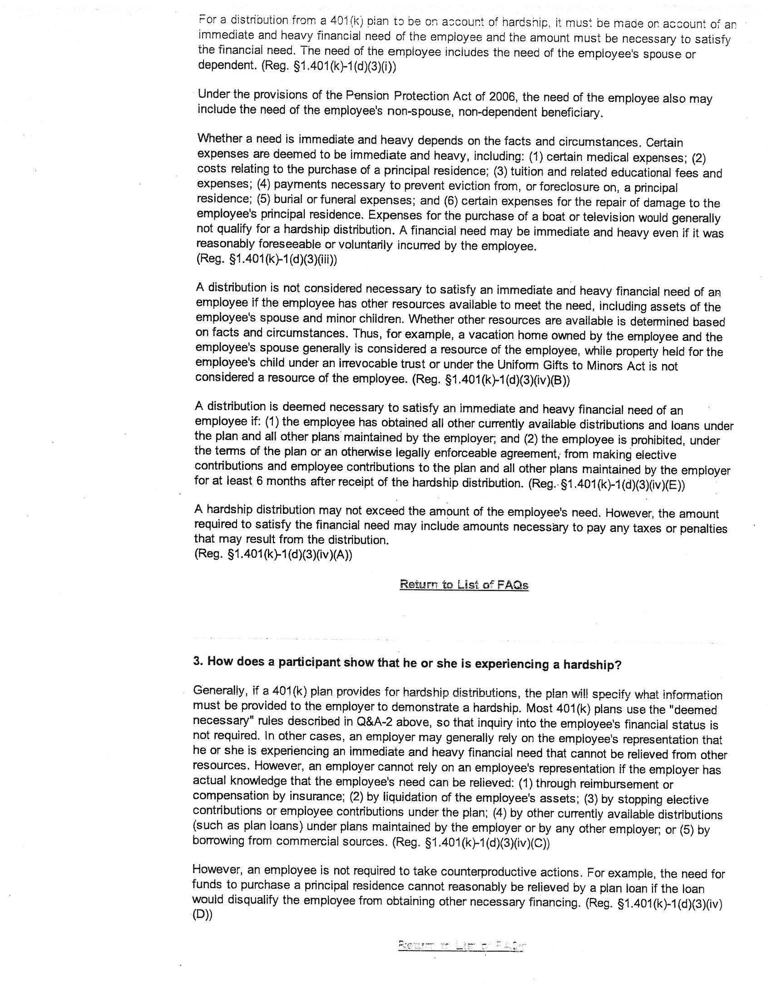 For a distribution from a 401(k) plan to be on account of hardship, it must be made on account of an
immediate and heavy financial need of the employee and the amount must be necessary to satisfy
the financial need. The need of the employee includes the need of the employee's spouse or
dependent. (Reg. §1.401(k)-1(d)(3)(i))
Under the provisions of the Pension Protection Act of 2006, the need of the employee also may
include the need of the employee's non-spouse, non-dependent beneficiary.
Whether a need is immediate and heavy depends on the facts and circumstances. Certain
expenses are deemed to be immediate and heavy, including: (1) certain medical expenses; (2)
costs relating to the purchase of a principal residence; (3) tuition and related educational fees and
expenses; (4) payments necessary to prevent eviction from, or foreclosure on, a principal
residence; (5) burial or funeral expenses; and (6) certain expenses for the repair of damage to the
employee's principal residence. Expenses for the purchase of a boat or television would generally
not qualify for a hardship distribution. A financial need may be immediate and heavy even if it was
reasonably foreseeable or voluntarily incurred by the employee.
(Reg. §1.401(k)-1(d)(3)(iii))
A distribution is not considered necessary to satisfy an immediate and heavy financial need of an
employee if the employee has other resources available to meet the need, including assets of the
employee's spouse and minor children. Whether other resources are available is determined based
on facts and circumstances. Thus, for example, a vacation home owned by the employee and the
employee's spouse generally is considered a resource of the employee, while property held for the
employee's child under an irrevocable trust or under the Uniform Gifts to Minors Act is not
considered a resource of the employee. (Reg. §1.401(k)-1(d)(3)(iv)(B))
A distribution is deemed necessary to satisfy an immediate and heavy financial need of an
employee if: (1) the employee has obtained all other currently available distributions and loans under
the plan and all other plans maintained by the employer; and (2) the employee is prohibited, under
the terms of the plan or an otherwise legally enforceable agreement, from making elective
contributions and employee contributions to the plan and all other plans maintained by the employer
for at least 6 months after receipt of the hardship distribution. (Reg. §1.401(k)-1(d)(3)(iv)(E))
A hardship distribution may not exceed the amount of the employee's need. However, the amount
required to satisfy the financial need may include amounts necessary to pay any taxes or penalties
that may result from the distribution.
(Reg. §1.401(k)-1(d)(3)(iv)(A))
Return to List of FAQs
3. How does a participant show that he or she is experiencing a hardship?
Generally, if a 401(k) plan provides for hardship distributions, the plan will specify what information
must be provided to the employer to demonstrate a hardship. Most 401(k) plans use the "deemed
necessary" rules described in Q&A-2 above, so that inquiry into the employee's financial status is
not required. In other cases, an employer may generally rely on the employee's representation that
he or she is experiencing an immediate and heavy financial need that cannot be relieved from other
resources. However, an employer cannot rely on an employee's representation if the employer has
actual knowledge that the employee's need can be relieved: (1) through reimbursement or
compensation by insurance; (2) by liquidation of the employee's assets; (3) by stopping elective
contributions or employee contributions under the plan; (4) by other currently available distributions
(such as plan loans) under plans maintained by the employer or by any other employer; or (5) by
borrowing from commercial sources. (Reg. §1.401(k)-1(d)(3)(iv)(C))
However, an employee is not required to take counterproductive actions. For example, the need for
funds to purchase a principal residence cannot reasonably be relieved by a plan loan if the loan
would disqualify the employee from obtaining other necessary financing. (Reg. §1.401(k)-1(d)(3)(iv)
(D))
Return to List of FAQs